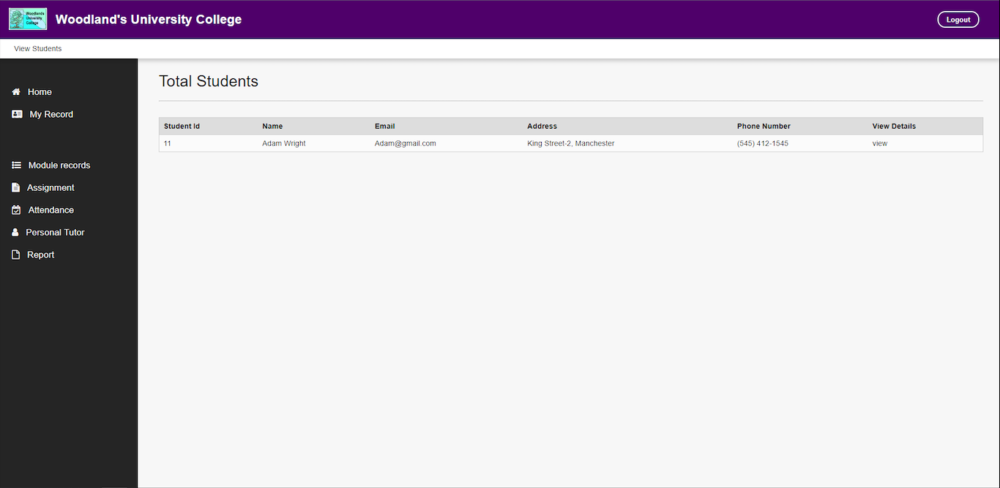 Woodlands
University
College
Woodland's University College
Logout
View Students
Home
My Record
Module records
Assignment
Attendance
Personal Tutor
Report
Total Students
Student Id Name Email Address Phone Number View Details
11 Adam Wright Adam@gmail.com King Street-2, Manchester (545) 412-1545 view